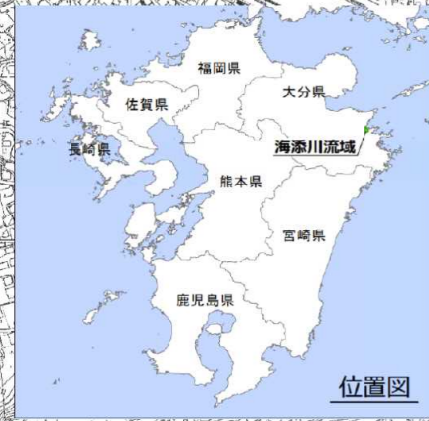 福岡県
大分県
佐賀県
長崎県
海添川流域
熊本県
宮崎県
鹿児島県
位置図